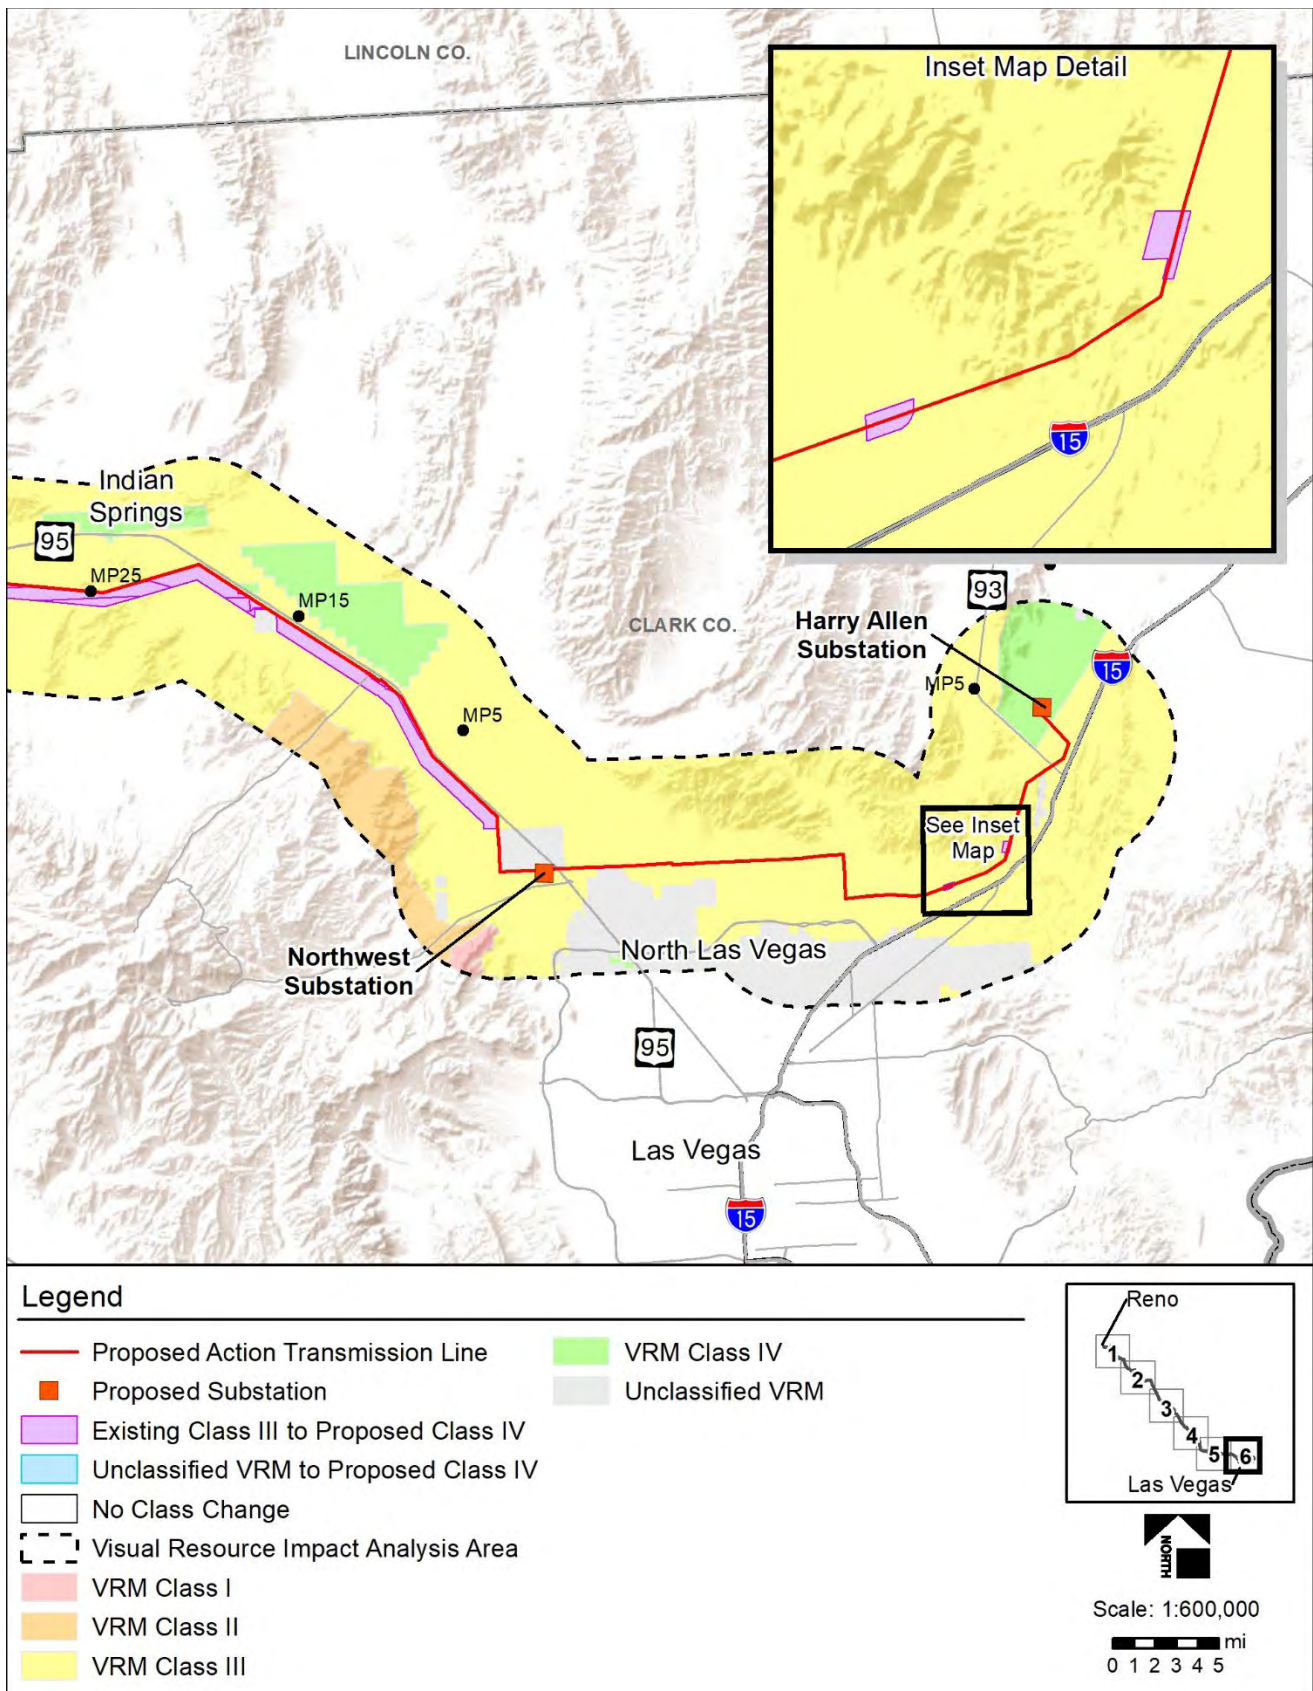 LINCOLN CO.
Inset Map Detail
15
Indian
Springs
95
MP25
MP15
MP5
CLARK CO.
93
Harry Allen
Substation
15
MP5
See Inset
Map
Northwest
Substation
North Las Vegas
95
Las Vegas
15
Legend
Proposed Action Transmission Line
Proposed Substation
Existing Class III to Proposed Class IV
Unclassified VRM to Proposed Class IV
No Class Change
Visual Resource Impact Analysis Area
VRM Class I
VRM Class II
VRM Class III
VRM Class IV
Unclassified VRM
Reno
1
2
3
4
5
6
Las Vegas
NORTH
Scale: 1:600,000
mi
0 1 2 3 4 5